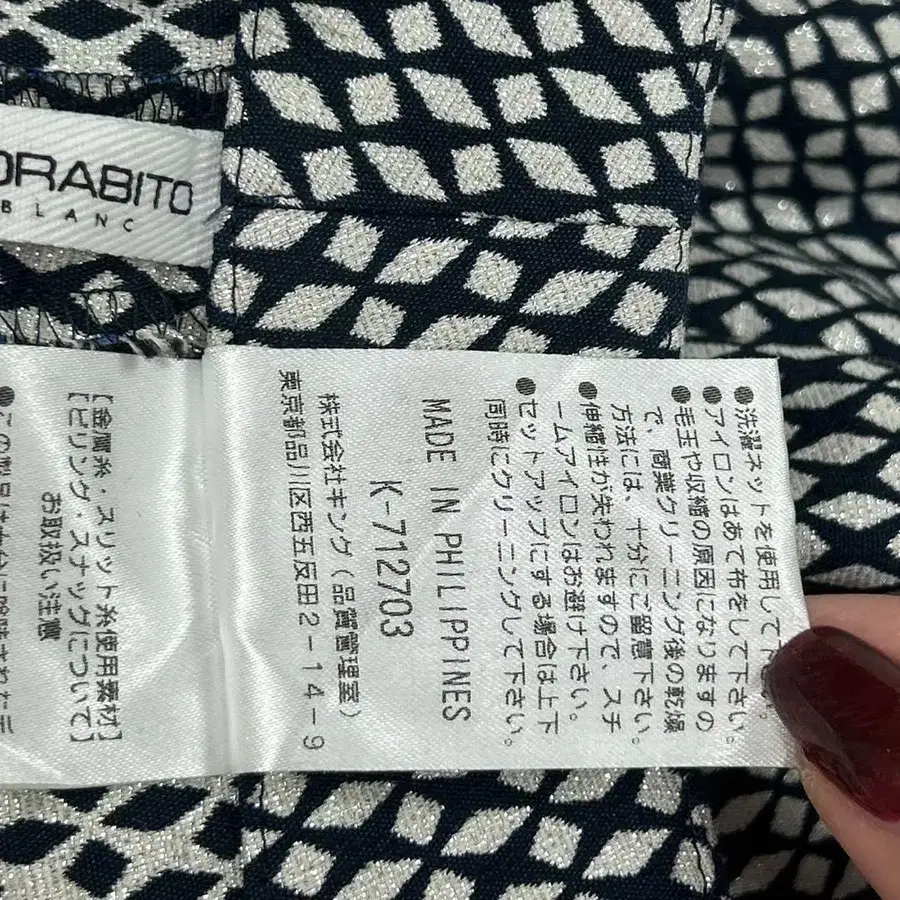 ORABITO
BLANC
●洗濯ネットを使用して下さい。
●アイロンはあて布をして下さい。
●毛玉や収縮の原因になりますの
で、商業クリーニング後の乾燥
方法には、十分にご留意下さい。
●伸縮性が失われますので、スチ
ームアイロンはお避け下さい。
●セットアップにする場合は上下
同時にクリーニングして下さい。
MADE IN PHILIPPINES
K-712703
株式会社キング(品質管理室)
東京都品川区西五反田2-14-9
【金属糸・スリット糸使用素材】
【ピリング・スナッグについて】
お取扱い注意